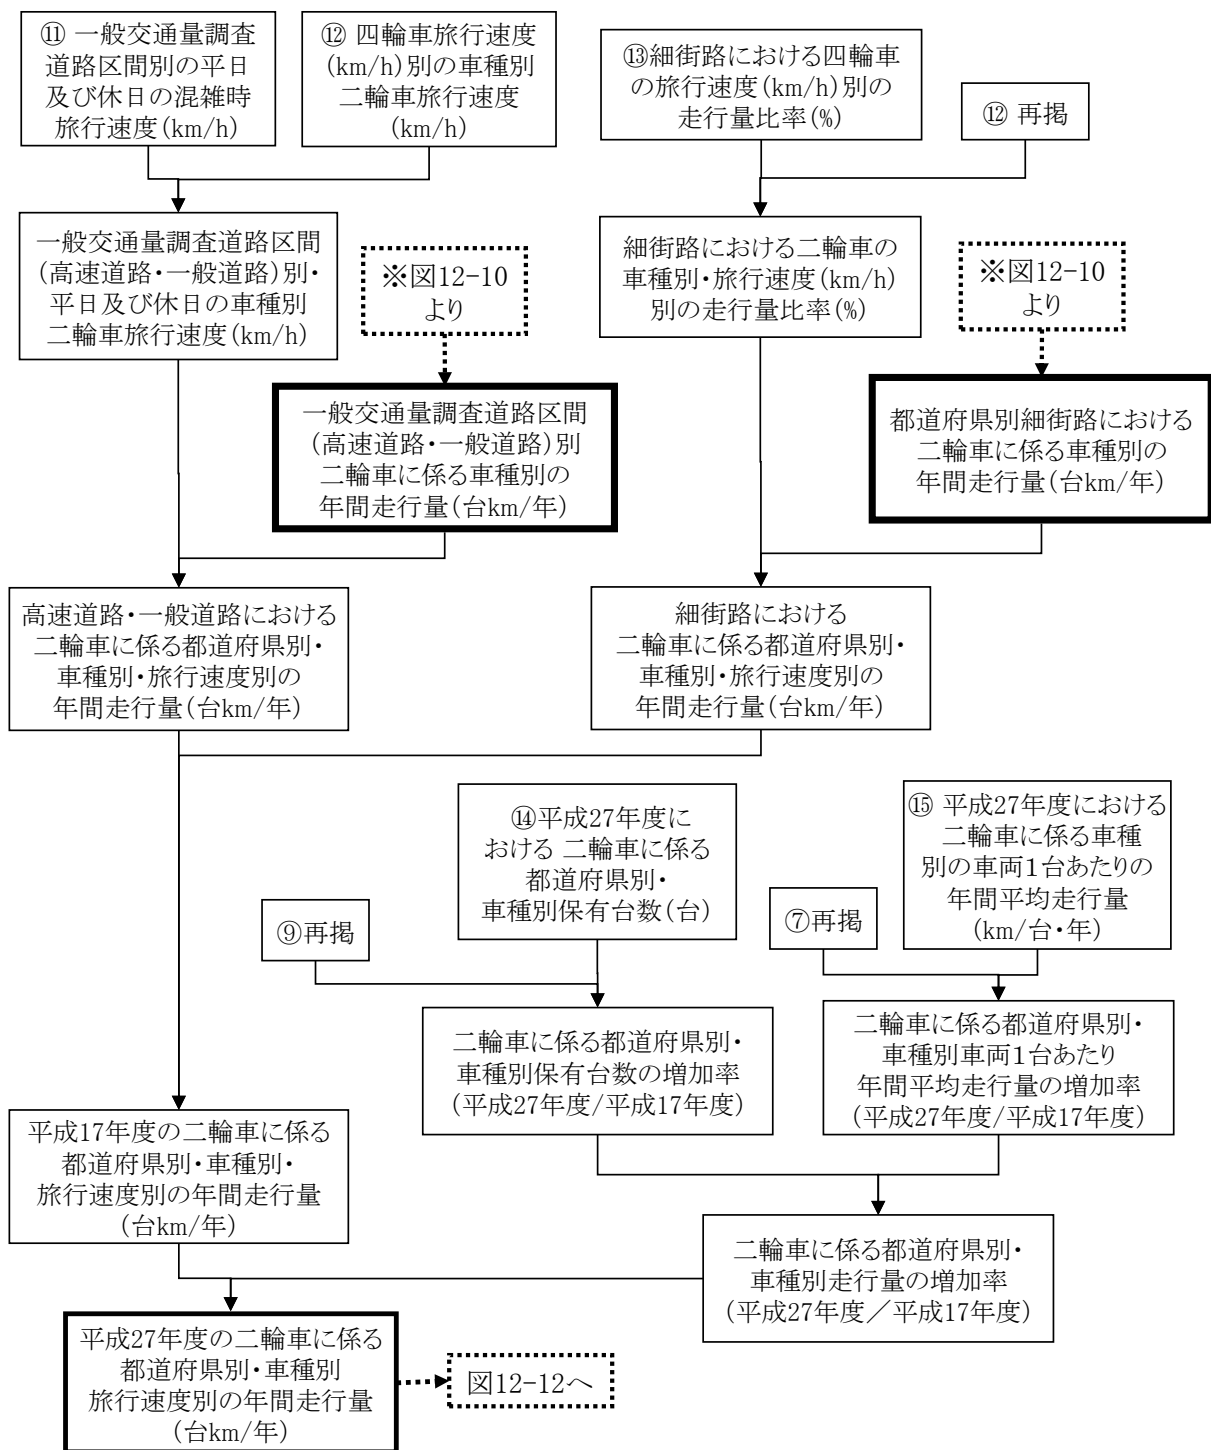 ⑪ 一般交通量調査
道路区間別の平日
及び休日の混雑時
旅行速度(km/h)
⑫ 四輪車旅行速度
(km/h)別の車種別
二輪車旅行速度
(km/h)
⑬細街路における四輪車
の旅行速度(km/h)別の
走行量比率(%)
⑫ 再掲
一般交通量調査道路区間
(高速道路・一般道路)別・
平日及び休日の車種別
二輪車旅行速度(km/h)
※図12-10
より
細街路における二輪車の
車種別・旅行速度(km/h)
別の走行量比率(%)
※図12-10
より
一般交通量調査道路区間
(高速道路・一般道路)別
二輪車に係る車種別の
年間走行量(台km/年)
都道府県別細街路における
二輪車に係る車種別の
年間走行量(台km/年)
高速道路・一般道路における
二輪車に係る都道府県別・
車種別・旅行速度別の
年間走行量(台km/年)
細街路における
二輪車に係る都道府県別・
車種別・旅行速度別の
年間走行量(台km/年)
⑭平成27年度に
おける 二輪車に係る
都道府県別・
車種別保有台数(台)
⑮ 平成27年度における
二輪車に係る車種
別の車両1台あたりの
年間平均走行量
(km/台・年)
⑨再掲
⑦再掲
二輪車に係る都道府県別・
車種別保有台数の増加率
(平成27年度/平成17年度)
二輪車に係る都道府県別・
車種別車両1台あたり
年間平均走行量の増加率
(平成27年度/平成17年度)
平成17年度の二輪車に係る
都道府県別・車種別・
旅行速度別の年間走行量
(台km/年)
二輪車に係る都道府県別・
車種別走行量の増加率
(平成27年度／平成17年度)
平成27年度の二輪車に係る
都道府県別・車種別
旅行速度別の年間走行量
(台km/年)
図12-12へ